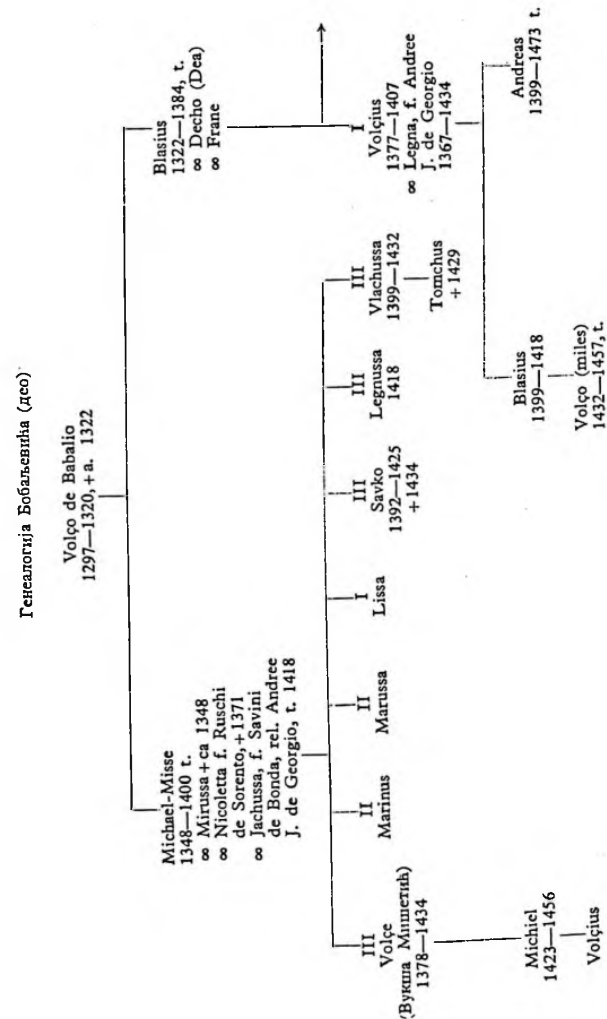 Генеалогија Бобаљевића (део)
Volço de Babalio
1297—1320, + a. 1322
Michael-Misse
1348—1400 t.
∞ Mirussa + ca 1348
∞ Nicoletta f. Ruschi
de Sorento, + 1371
∞ Jachussa, f. Savini
de Bonda, rel. Andree
J. de Georgio, t. 1418
Blasius
1322—1384, t.
∞ Decho (Dea)
∞ Frane
III
Volçe
(Вукша Мишетић)
1378—1434
II
Marinus
II
Marussa
I
Lissa
III
Savko
1392—1425
+ 1434
III
Legnussa
1418
III
Vlachussa
1399—1432
I
Volçius
1377—1407
∞ Legna, f. Andree
J. de Georgio
1367—1434
Michiel
1423—1456
Volçius
Tomchus
+ 1429
Blasius
1399—1418
Volço (miles)
1432—1457, t.
Andreas
1399—1473 t.